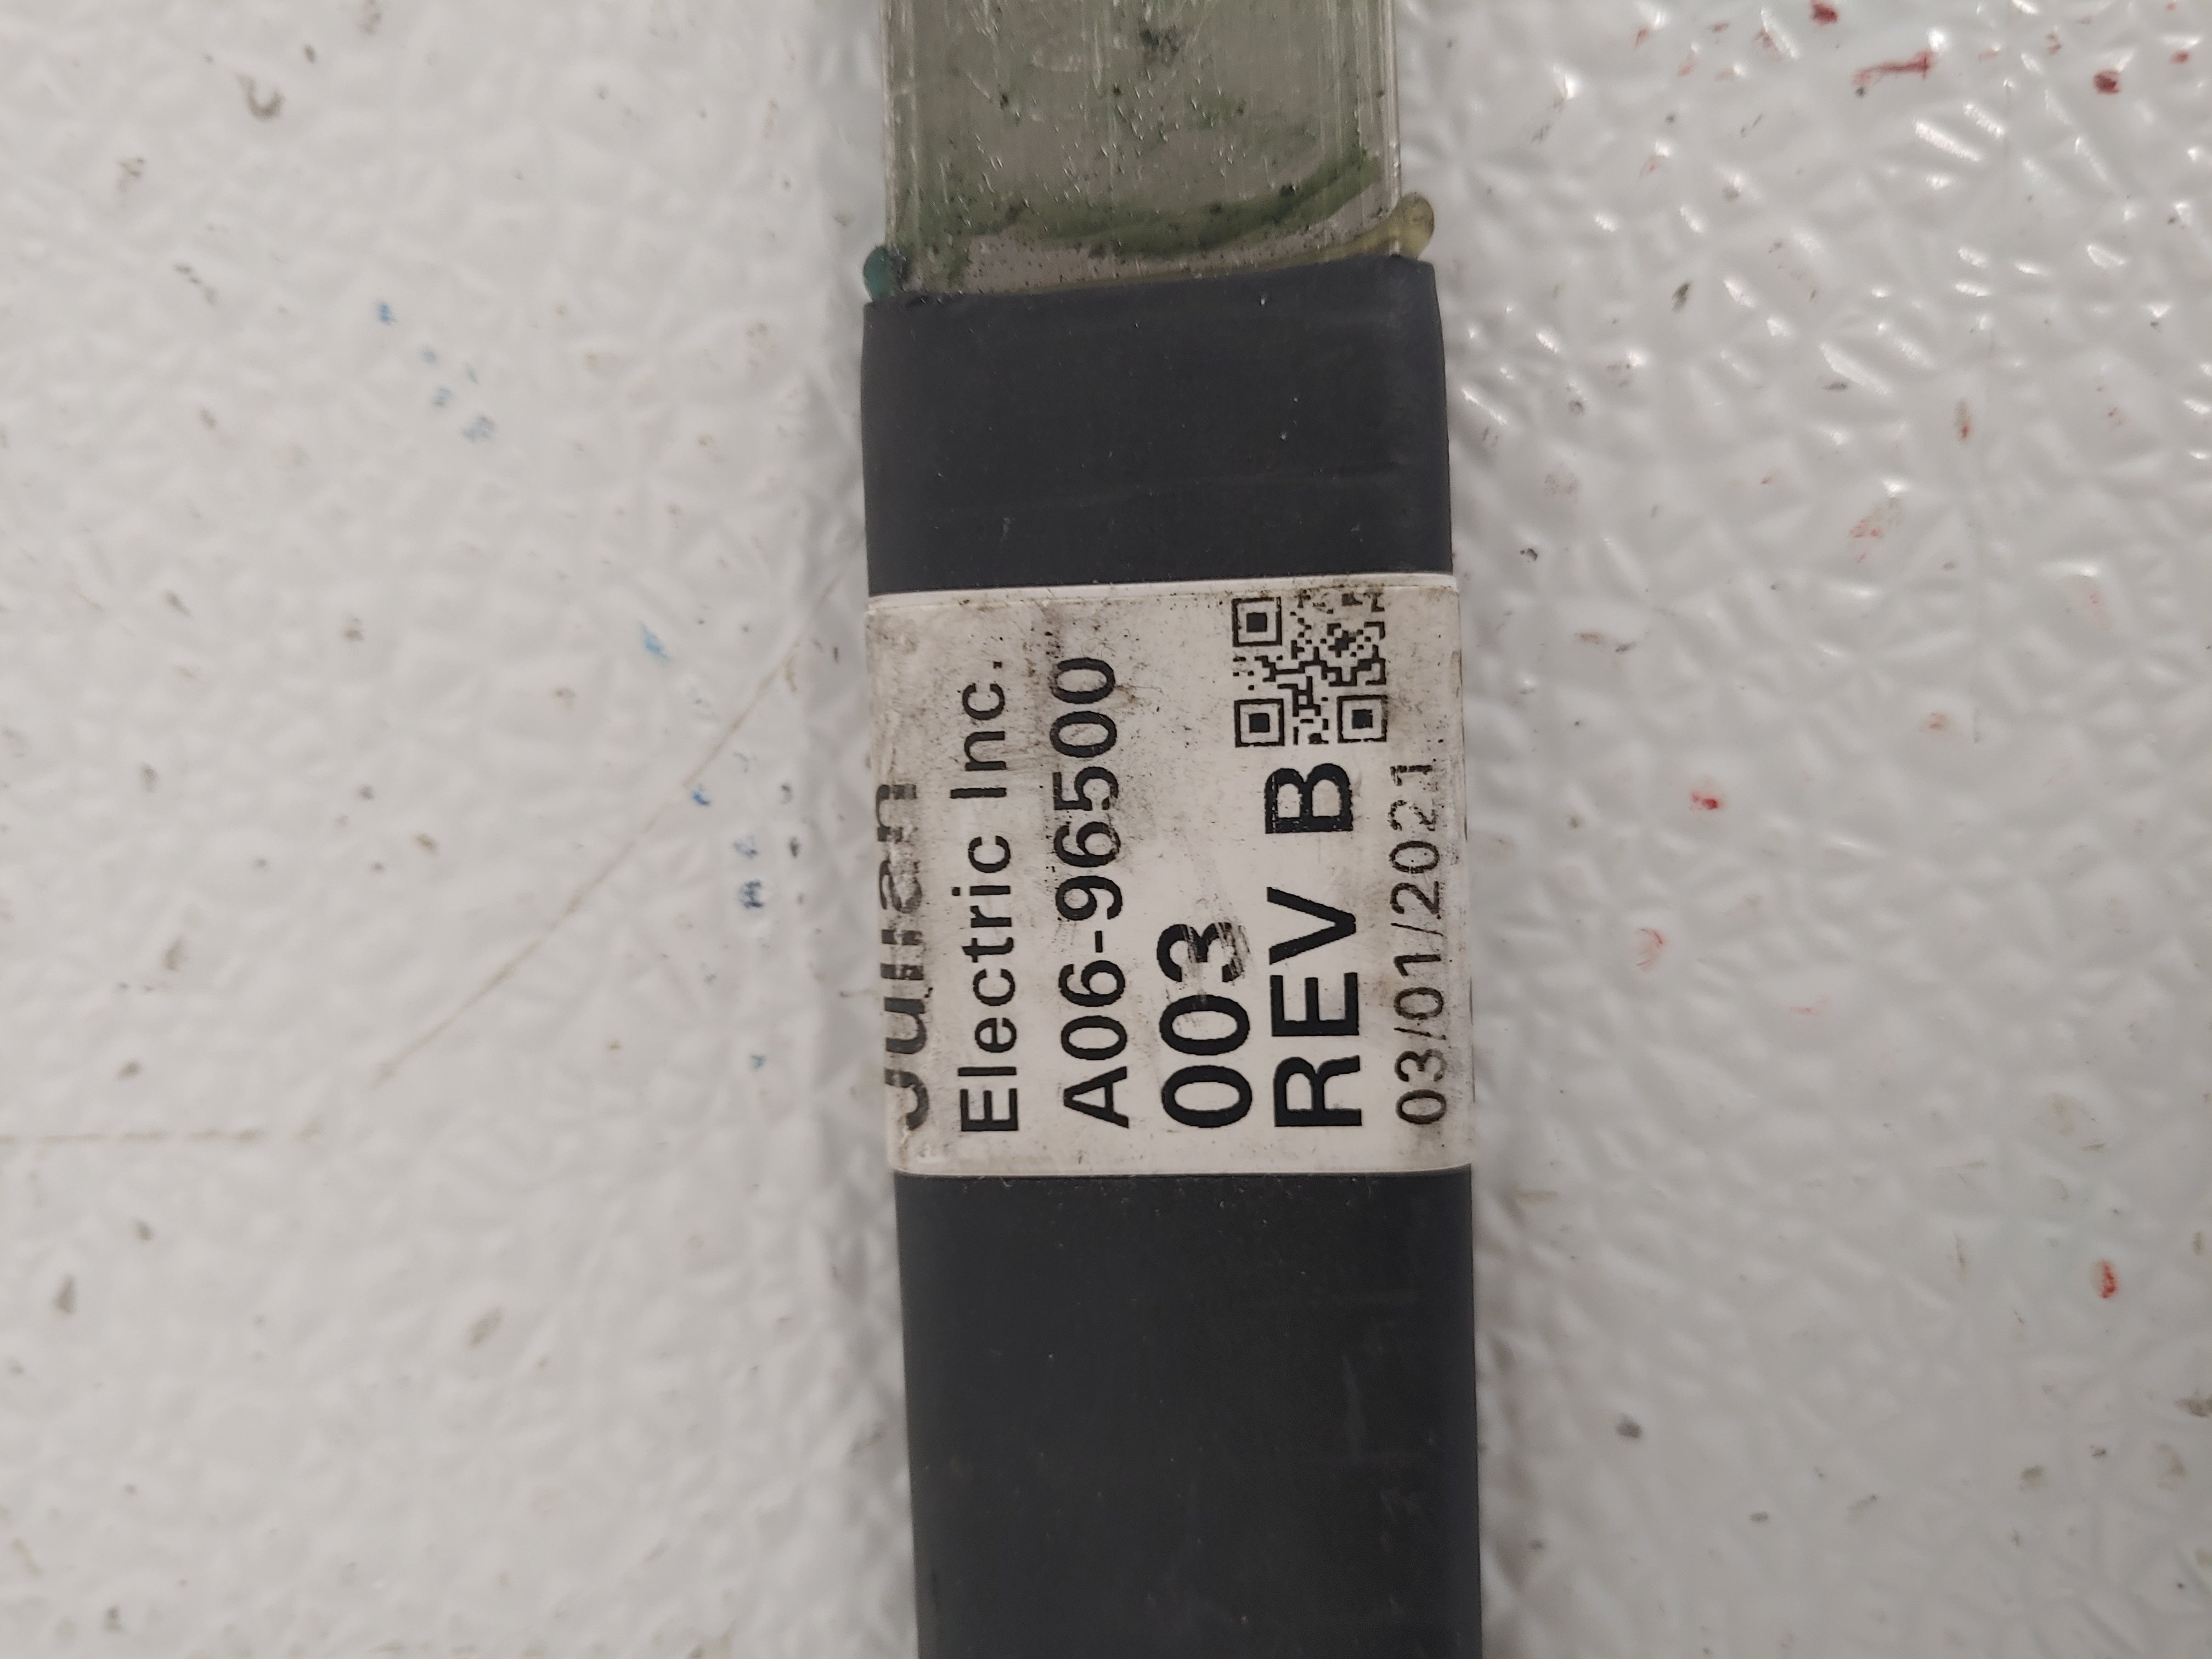 Julian
Electric Inc.
A06-96500
003
REV B
03/01/2021